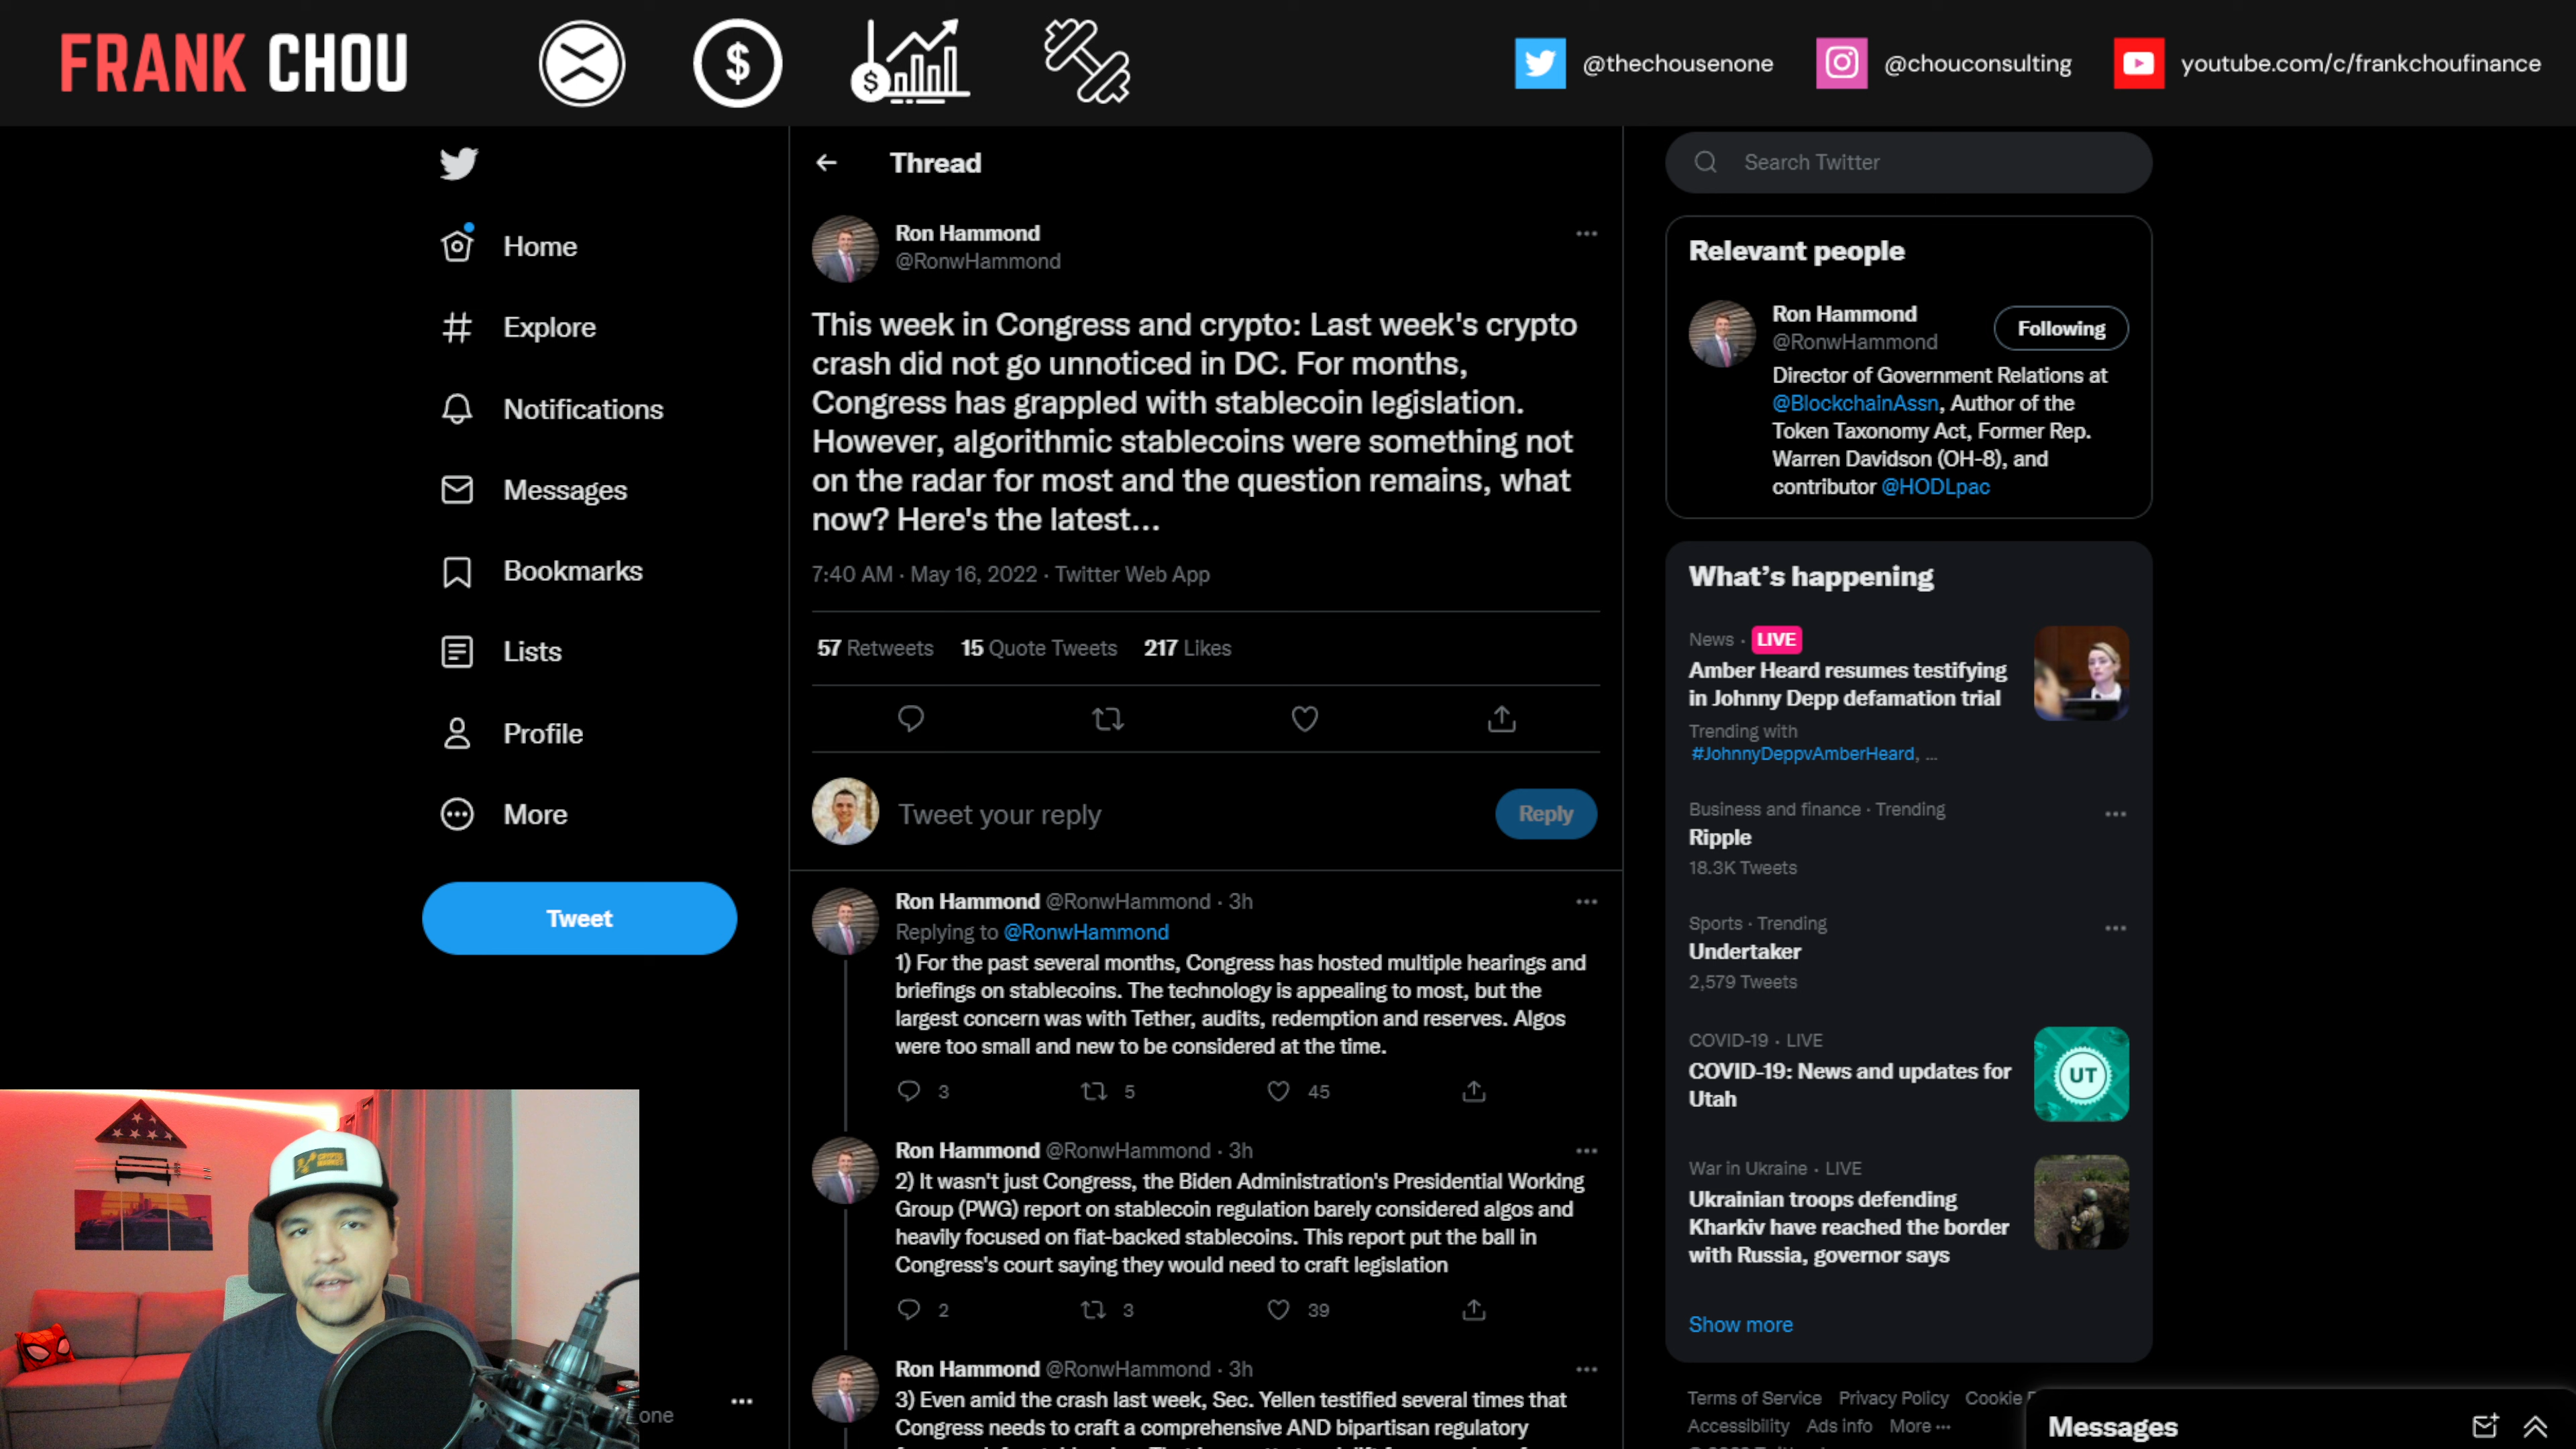 FRANK CHOU
@thechousenone
@chouconsulting
youtube.com/c/frankchoufinance
Home
Explore
Notifications
Messages
Bookmarks
Lists
Profile
More
Tweet
Thread
Ron Hammond
@RonwHammond
This week in Congress and crypto: Last week's crypto
crash did not go unnoticed in DC. For months,
Congress has grappled with stablecoin legislation.
However, algorithmic stablecoins were something not
on the radar for most and the question remains, what
now? Here's the latest...
7:40 AM · May 16, 2022 · Twitter Web App
57 Retweets 15 Quote Tweets 217 Likes
Tweet your reply
Reply
Ron Hammond @RonwHammond · 3h
Replying to @RonwHammond
1) For the past several months, Congress has hosted multiple hearings and
briefings on stablecoins. The technology is appealing to most, but the
largest concern was with Tether, audits, redemption and reserves. Algos
were too small and new to be considered at the time.
3 5 45
Ron Hammond @RonwHammond · 3h
2) It wasn't just Congress, the Biden Administration's Presidential Working
Group (PWG) report on stablecoin regulation barely considered algos and
heavily focused on fiat-backed stablecoins. This report put the ball in
Congress's court saying they would need to craft legislation
2 3 39
Ron Hammond @RonwHammond · 3h
3) Even amid the crash last week, Sec. Yellen testified several times that
Congress needs to craft a comprehensive AND bipartisan regulatory
Search Twitter
Relevant people
Ron Hammond
@RonwHammond
Following
Director of Government Relations at
@BlockchainAssn, Author of the
Token Taxonomy Act, Former Rep.
Warren Davidson (OH-8), and
contributor @HODLpac
What's happening
News · LIVE
Amber Heard resumes testifying
in Johnny Depp defamation trial
Trending with
#JohnnyDeppvAmberHeard, ...
Business and finance · Trending
Ripple
18.3K Tweets
Sports · Trending
Undertaker
2,579 Tweets
COVID-19 · LIVE
COVID-19: News and updates for
Utah
UT
War in Ukraine · LIVE
Ukrainian troops defending
Kharkiv have reached the border
with Russia, governor says
Show more
Terms of Service Privacy Policy Cookie
Accessibility Ads info More ...
Messages